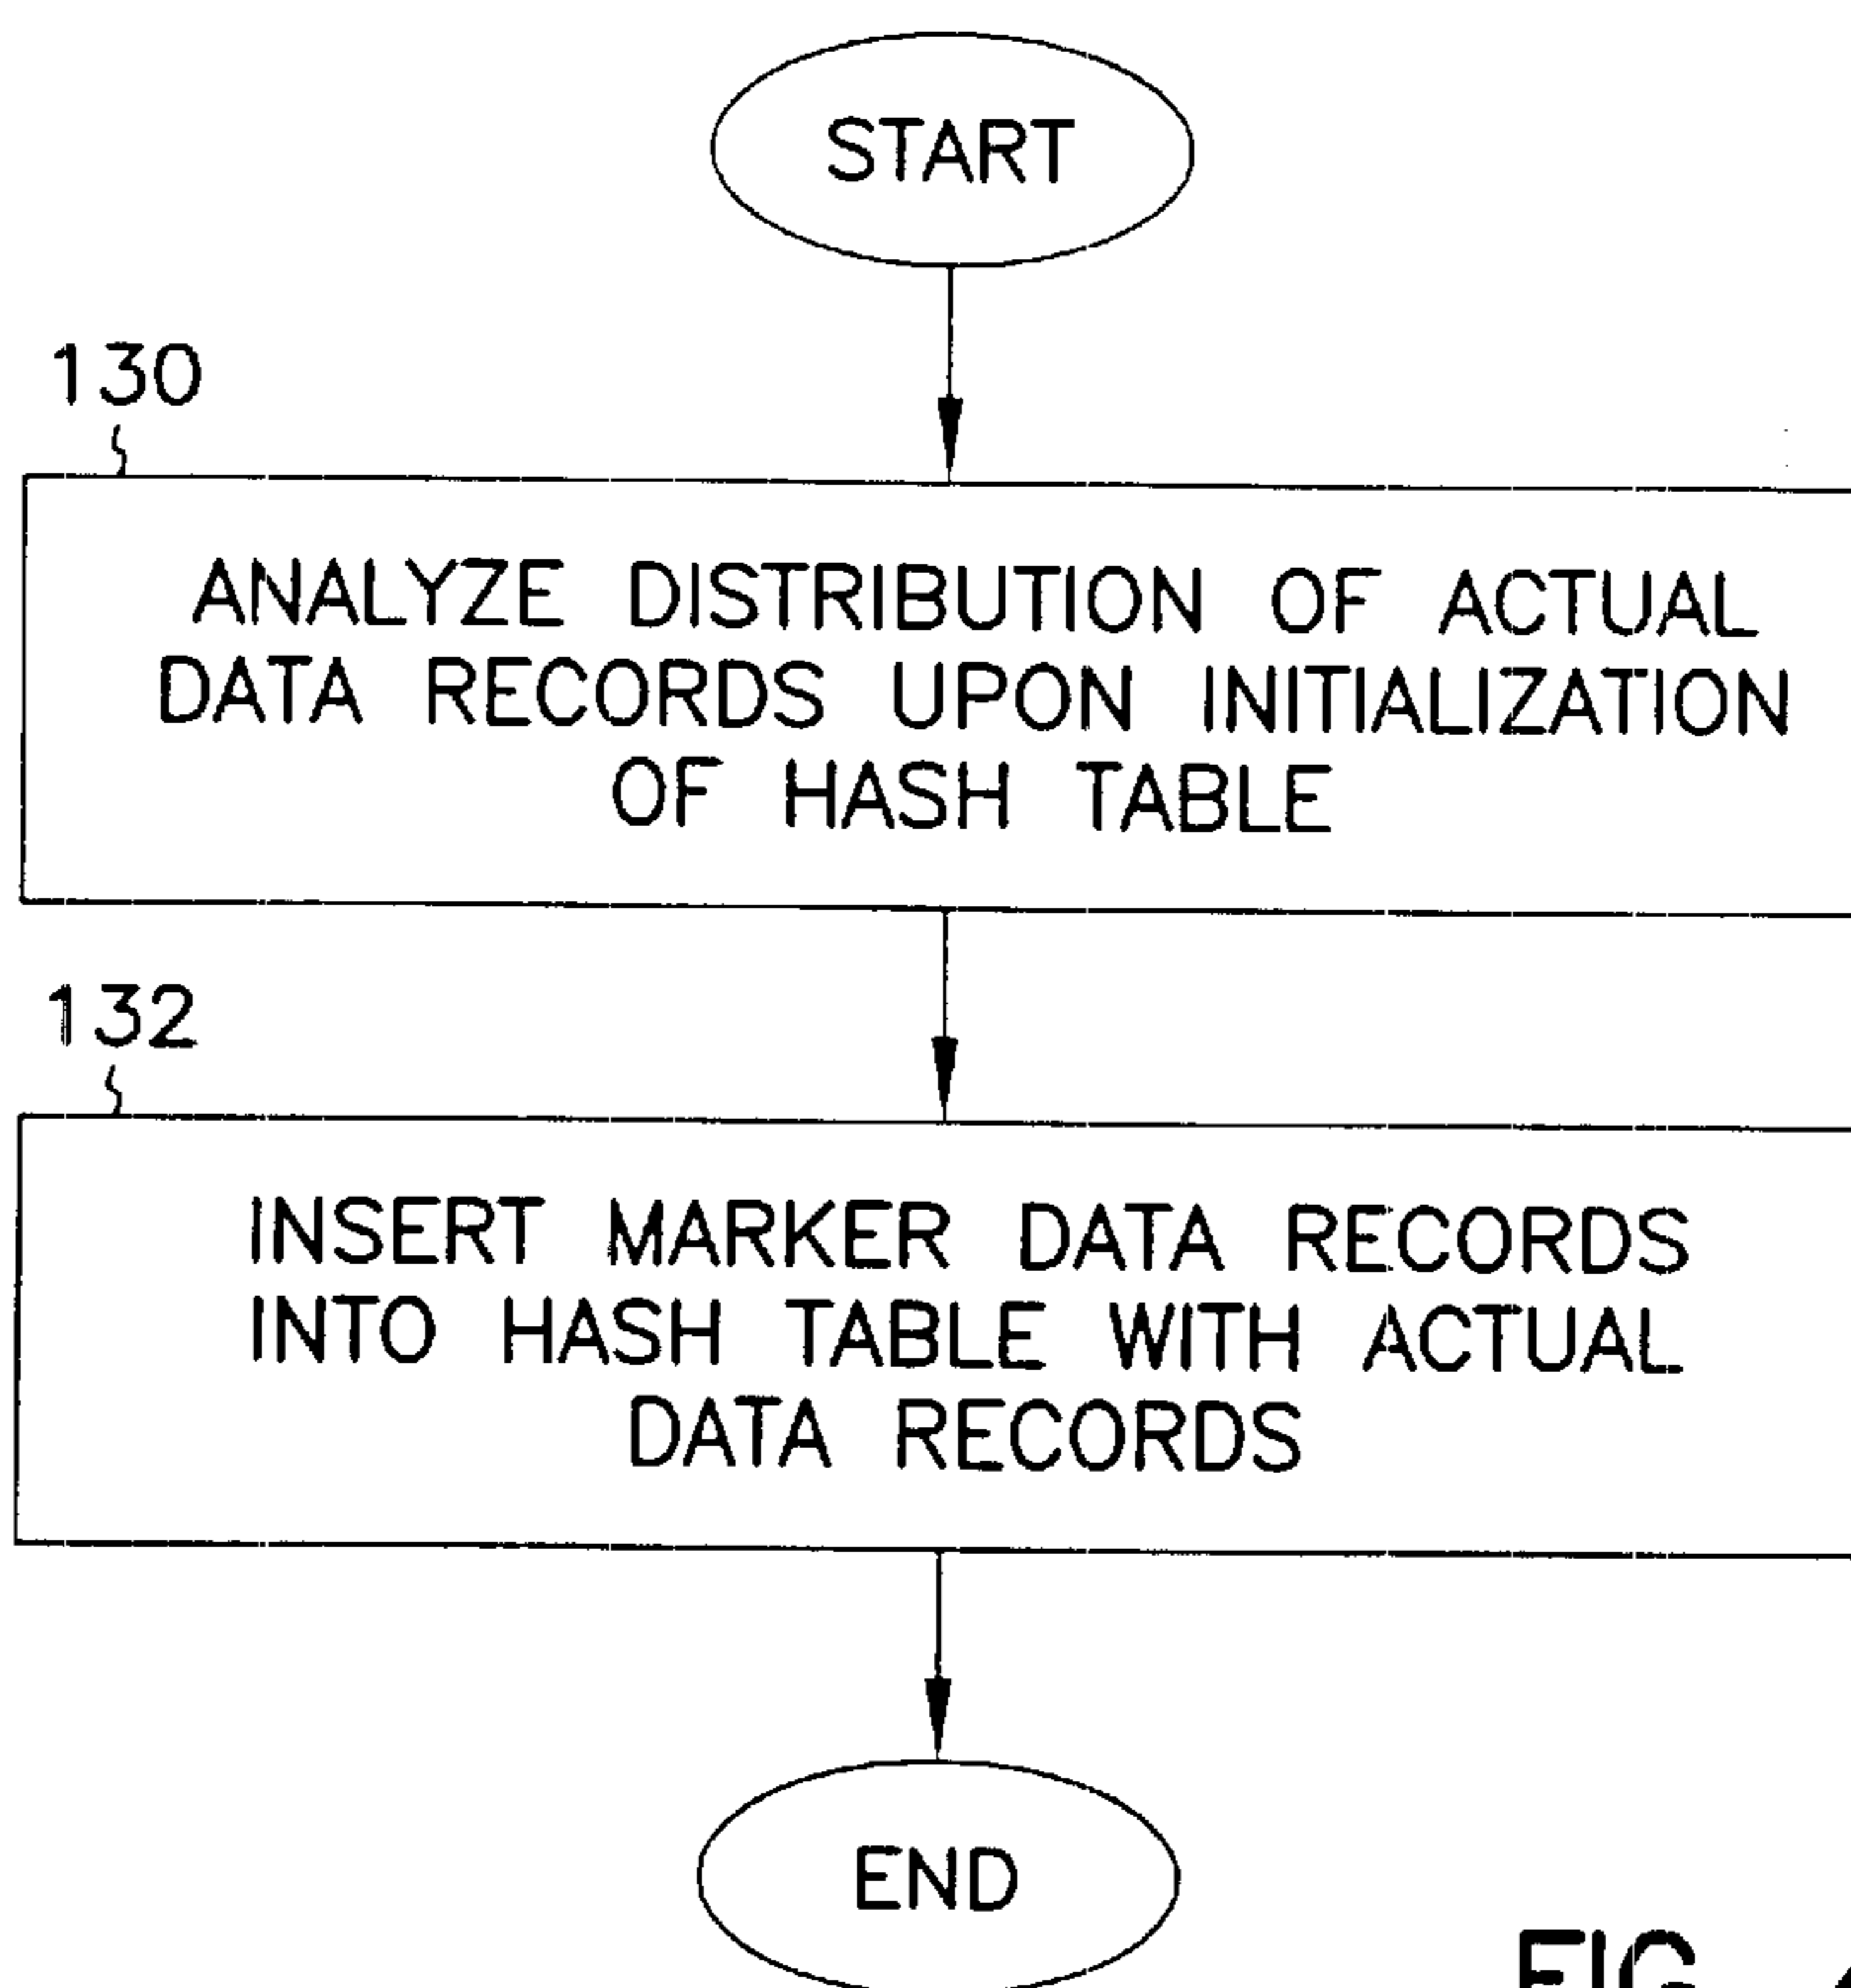 START
130
ANALYZE DISTRIBUTION OF ACTUAL
DATA RECORDS UPON INITIALIZATION
OF HASH TABLE
132
INSERT MARKER DATA RECORDS
INTO HASH TABLE WITH ACTUAL
DATA RECORDS
END
FIG.